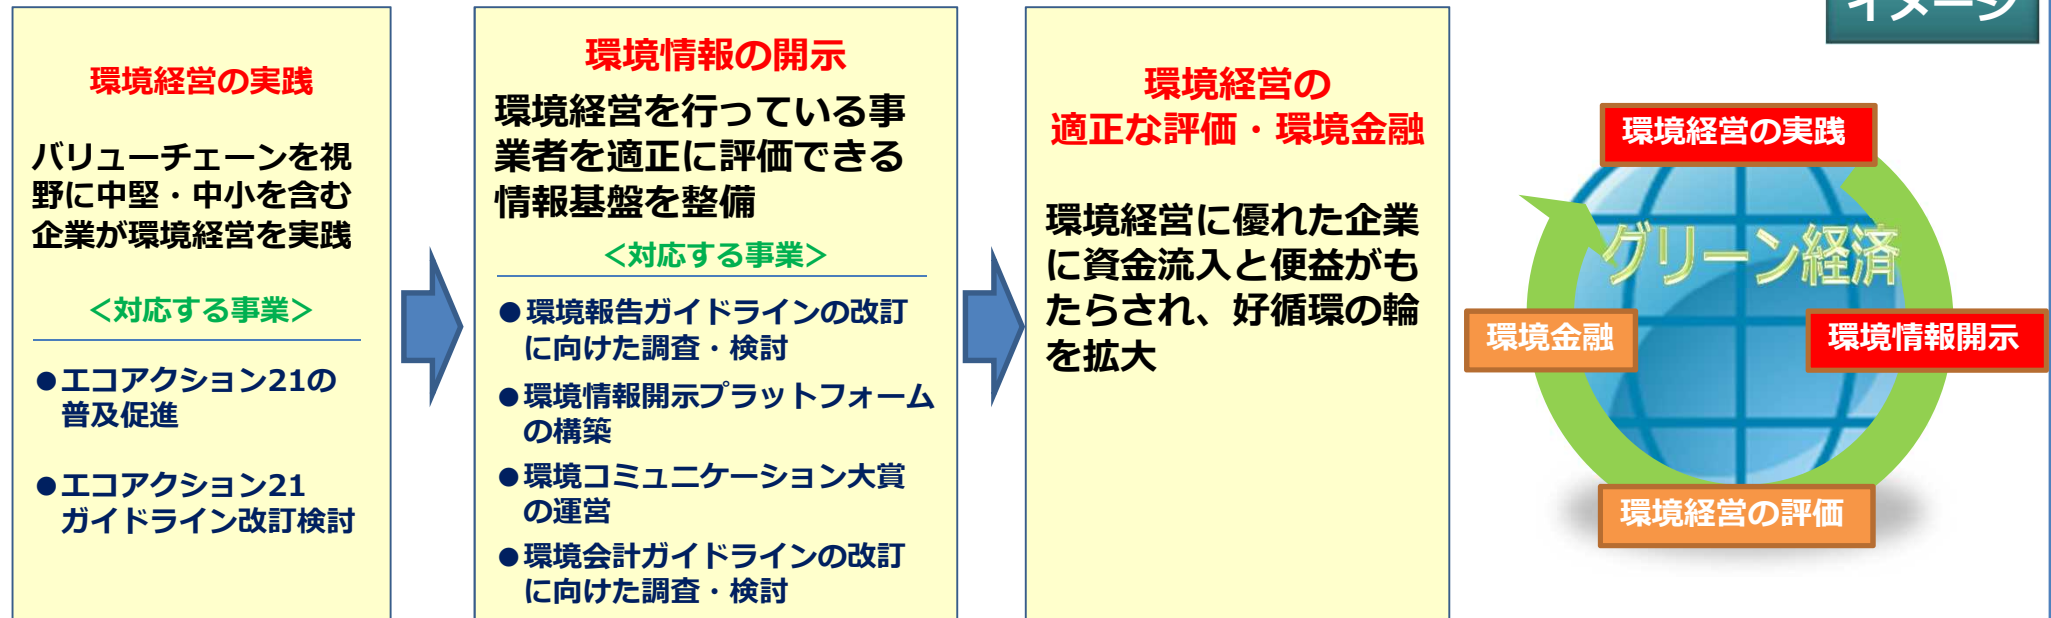 環境経営の実践
バリューチェーンを視
野に中堅・中小を含む
企業が環境経営を実践
＜対応する事業＞
●エコアクション21の
普及促進
●エコアクション21
ガイドライン改訂検討
環境情報の開示
環境経営を行っている事
業者を適正に評価できる
情報基盤を整備
＜対応する事業＞
●環境報告ガイドラインの改訂
に向けた調査・検討
●環境情報開示プラットフォーム
の構築
●環境コミュニケーション大賞
の運営
●環境会計ガイドラインの改訂
に向けた調査・検討
環境経営の
適正な評価・環境金融
環境経営に優れた企業
に資金流入と便益がも
たらされ、好循環の輪
を拡大
イメージ
環境経営の実践
グリーン経済
環境金融
環境情報開示
環境経営の評価